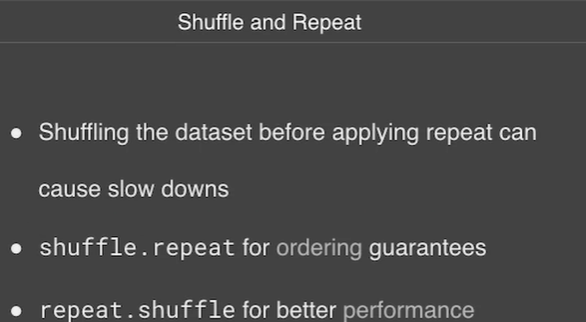 Shuffle and Repeat
● Shuffling the dataset before applying repeat can
cause slow downs
● shuffle.repeat for ordering guarantees
● repeat.shuffle for better performance